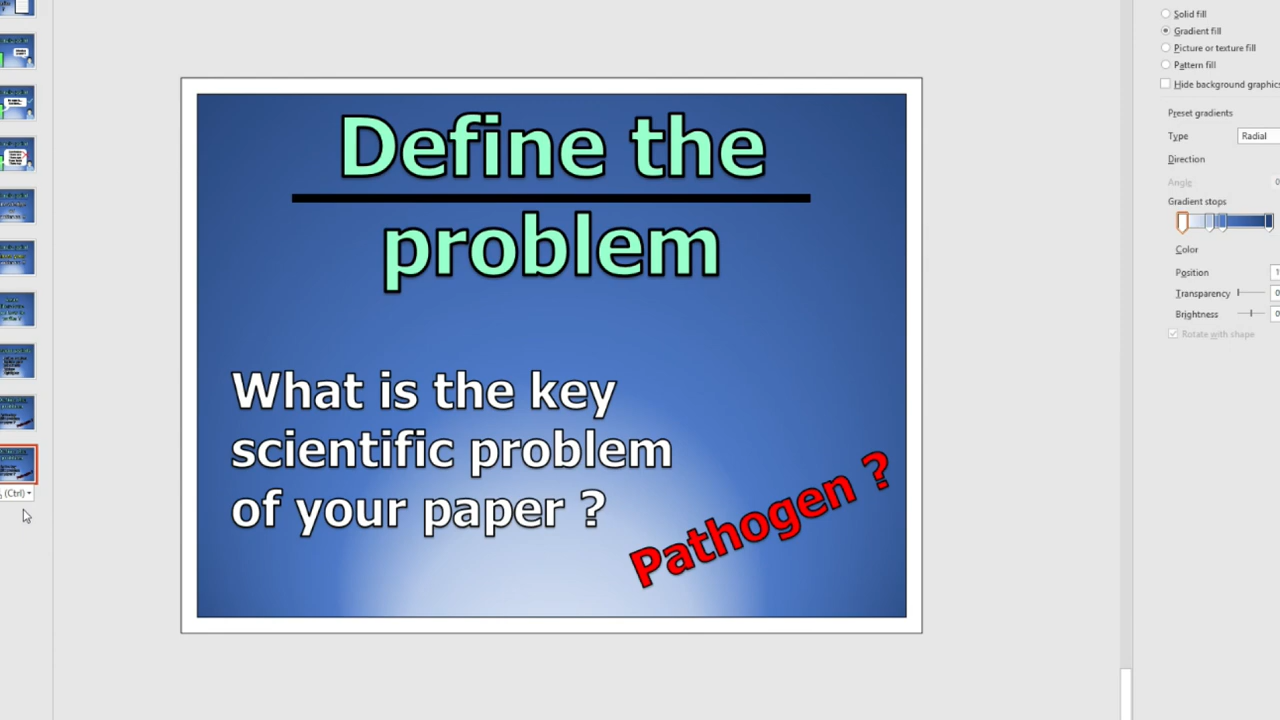 Define the
problem
What is the key
scientific problem
of your paper ?
Pathogen ?
Solid fill
Gradient fill
Picture or texture fill
Pattern fill
Hide background graphics
Preset gradients
Type
Radial
Direction
Angle
Gradient stops
Color
Position
Transparency
Brightness
Rotate with shape
(Ctrl)